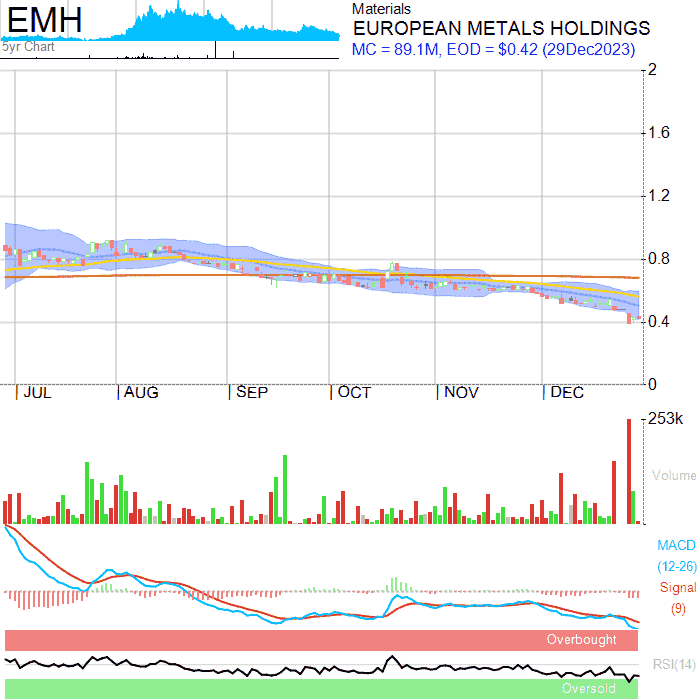 EMH
5yr Chart
Materials
EUROPEAN METALS HOLDINGS
MC = 89.1M, EOD = $0.42 (29Dec2023)
2
1.6
1.2
0.8
0.4
0
JUL AUG SEP OCT NOV DEC
253k
Volume
MACD
(12-26)
Signal
(9)
Overbought
RSI(14)
Oversold